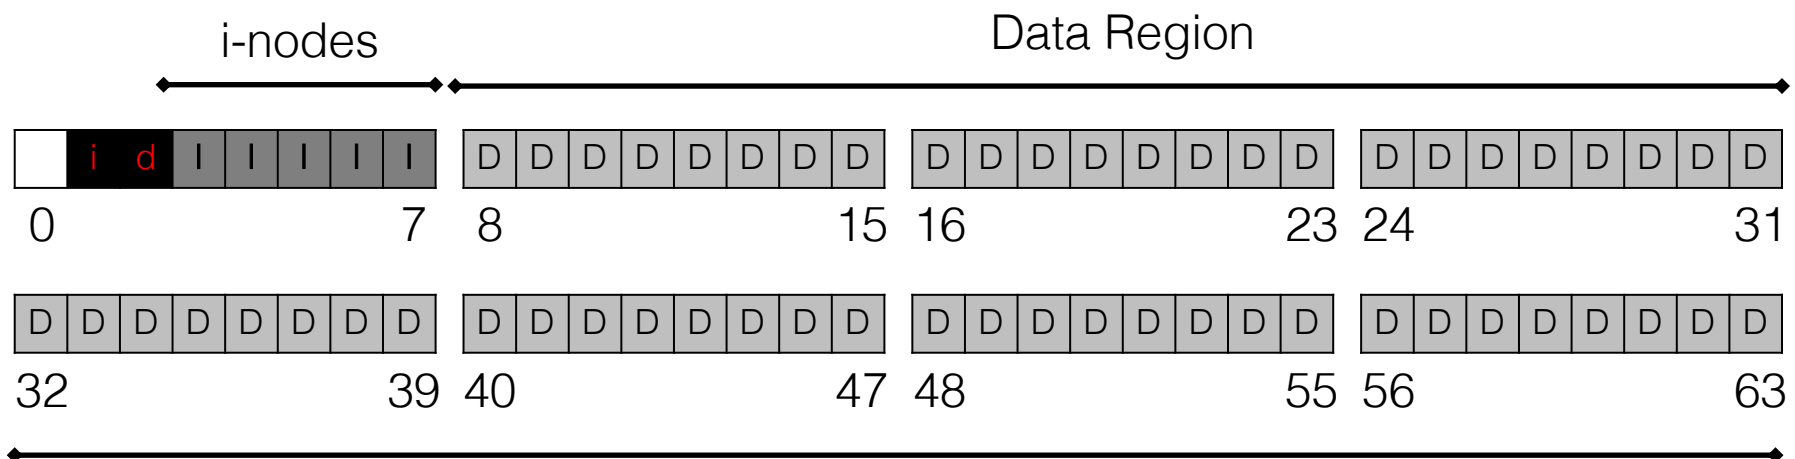 i-nodes Data Region
i d I I I I I D D D D D D D D D D D D D D D D D D D D D D D D
0 7 8 15 16 23 24 31
D D D D D D D D D D D D D D D D D D D D D D D D D D D D D D D D
32 39 40 47 48 55 56 63